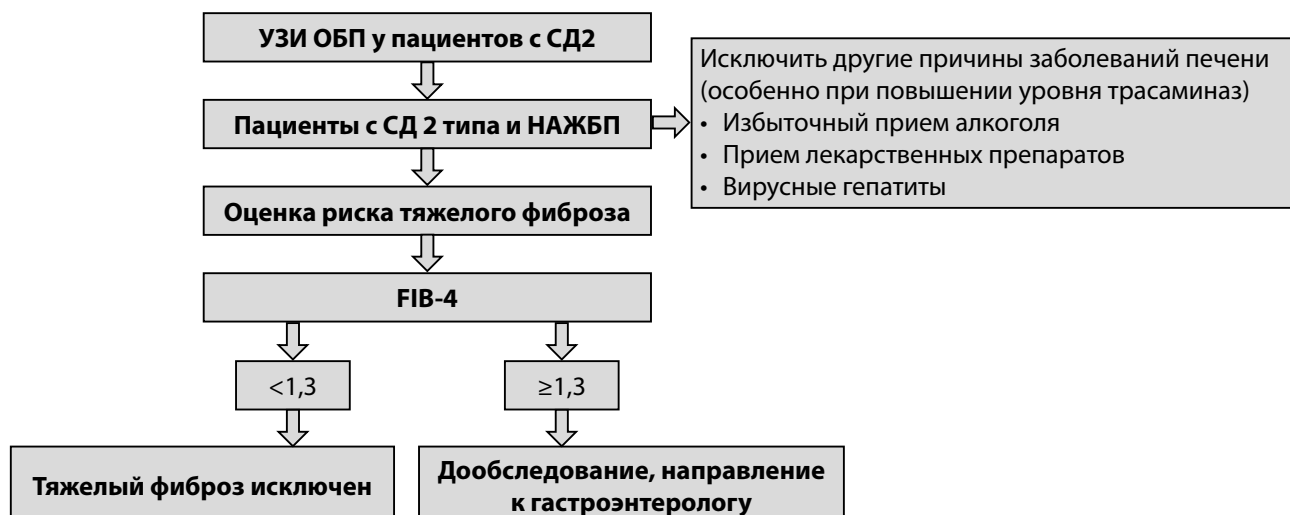 УЗИ ОБП у пациентов с СД2
Пациенты с СД 2 типа и НАЖБП
Исключить другие причины заболеваний печени
(особенно при повышении уровня трасаминаз)
• Избыточный прием алкоголя
• Прием лекарственных препаратов
• Вирусные гепатиты
Оценка риска тяжелого фиброза
FIB-4
<1,3
≥1,3
Тяжелый фиброз исключен
Дообследование, направление
к гастроэнтерологу